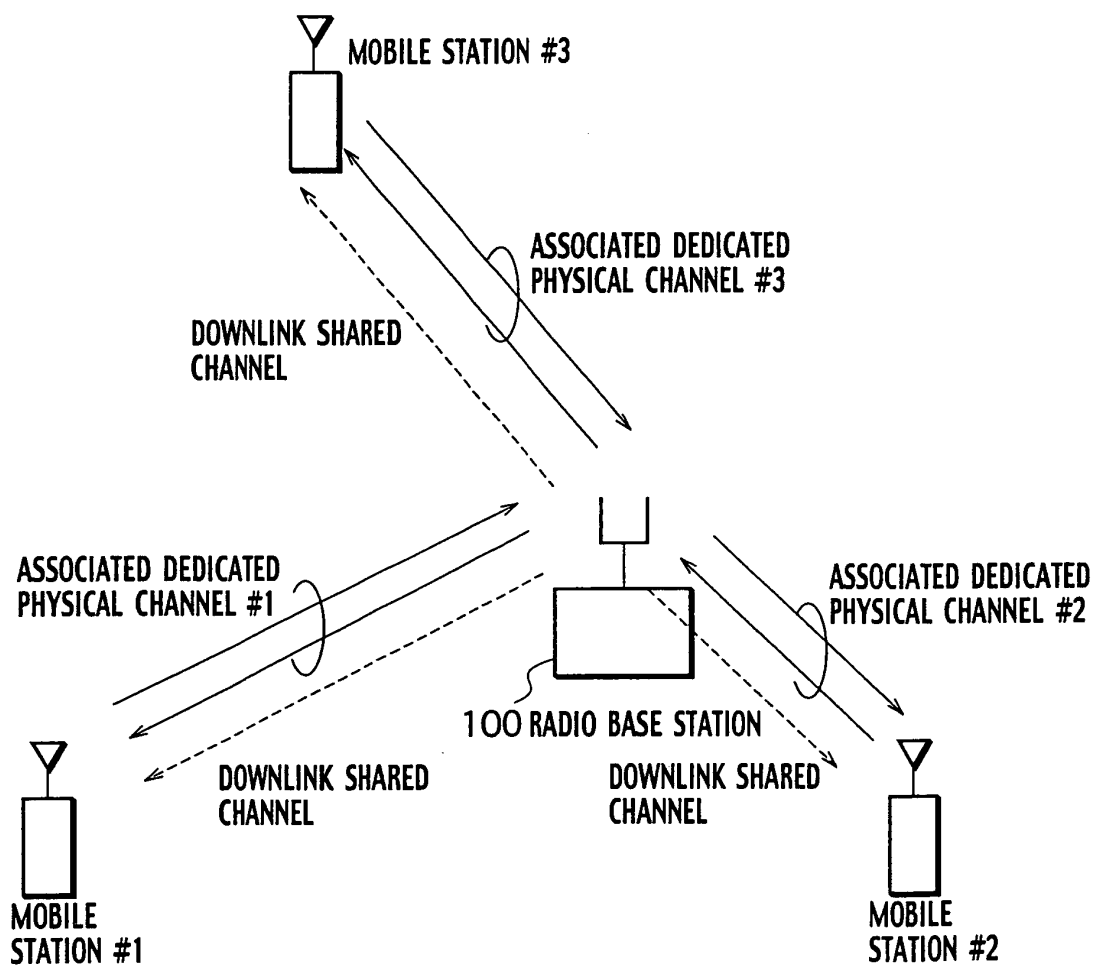 MOBILE STATION #3
ASSOCIATED DEDICATED
PHYSICAL CHANNEL #3
DOWNLINK SHARED
CHANNEL
ASSOCIATED DEDICATED
PHYSICAL CHANNEL #1
ASSOCIATED DEDICATED
PHYSICAL CHANNEL #2
100 RADIO BASE STATION
DOWNLINK SHARED
CHANNEL
DOWNLINK SHARED
CHANNEL
MOBILE
STATION #1
MOBILE
STATION #2